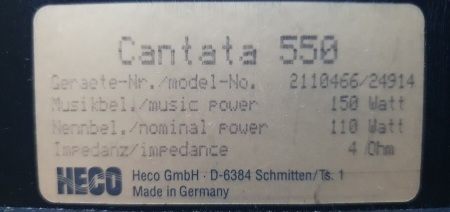 Cantata 550
Geraete-Nr./model-No. 2110466/24914
Musikbel./music power 150 Watt
Nennbel./nominal power 110 Watt
Impedanz/impedance 4 Ohm
HECO Heco GmbH · D-6384 Schmitten/Ts. 1
Made in Germany